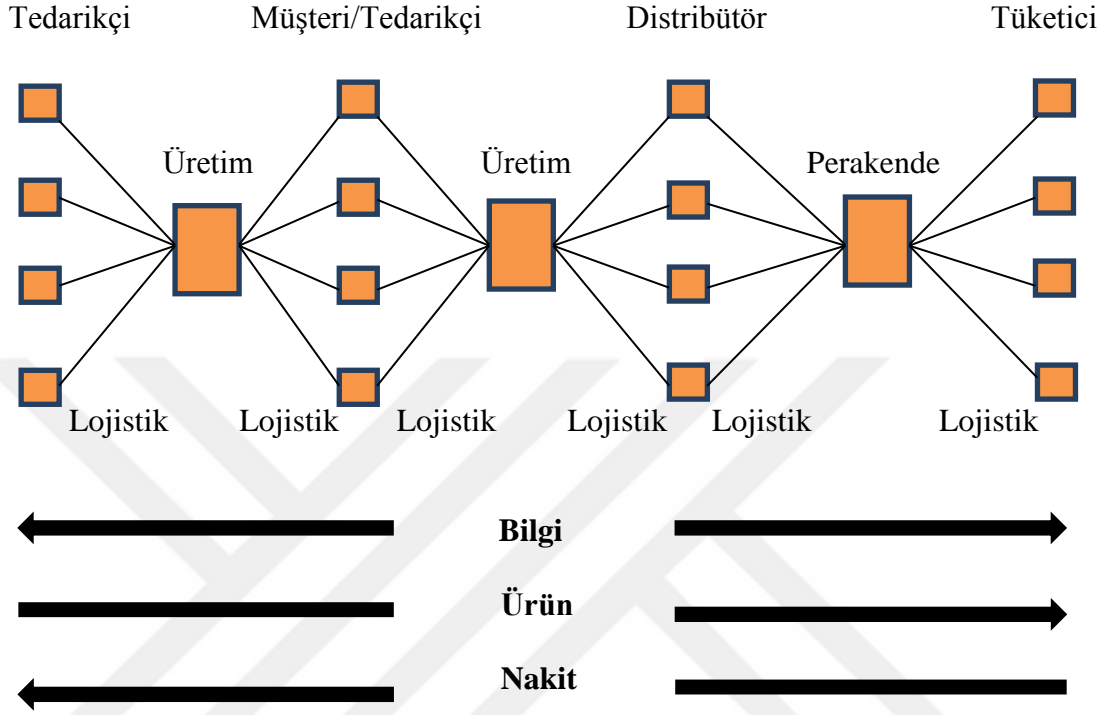 Tedarikçi Müşteri/Tedarikçi Distribütör Tüketici
Üretim Üretim Perakende
Lojistik Lojistik Lojistik Lojistik Lojistik Lojistik
Bilgi
Ürün
Nakit